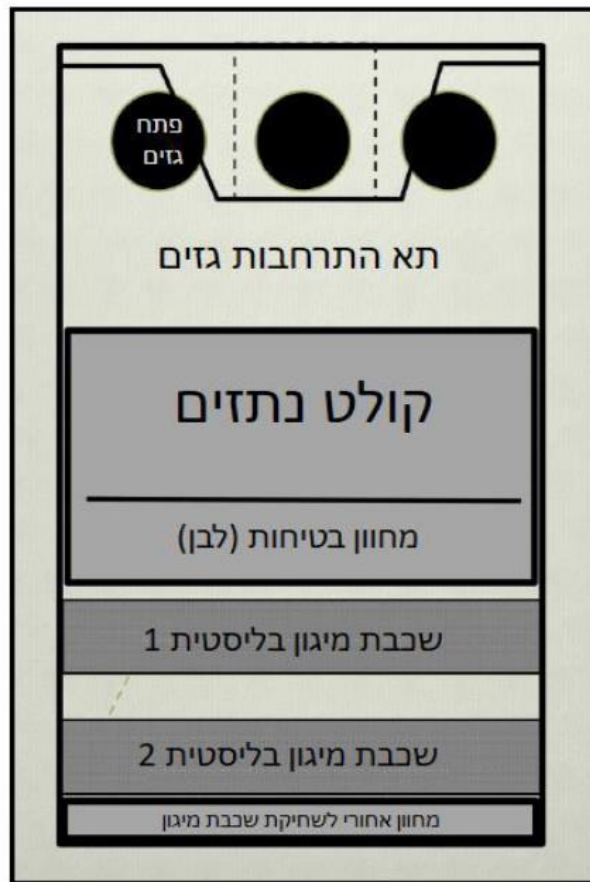 פתח
גזים
תא התרחבות גזים
קולט נתזים
מחוון בטיחות (לבן)
שכבת מיגון בליסטית 1
שכבת מיגון בליסטית 2
מחוון אחורי לשחיקת שכבת מיגון